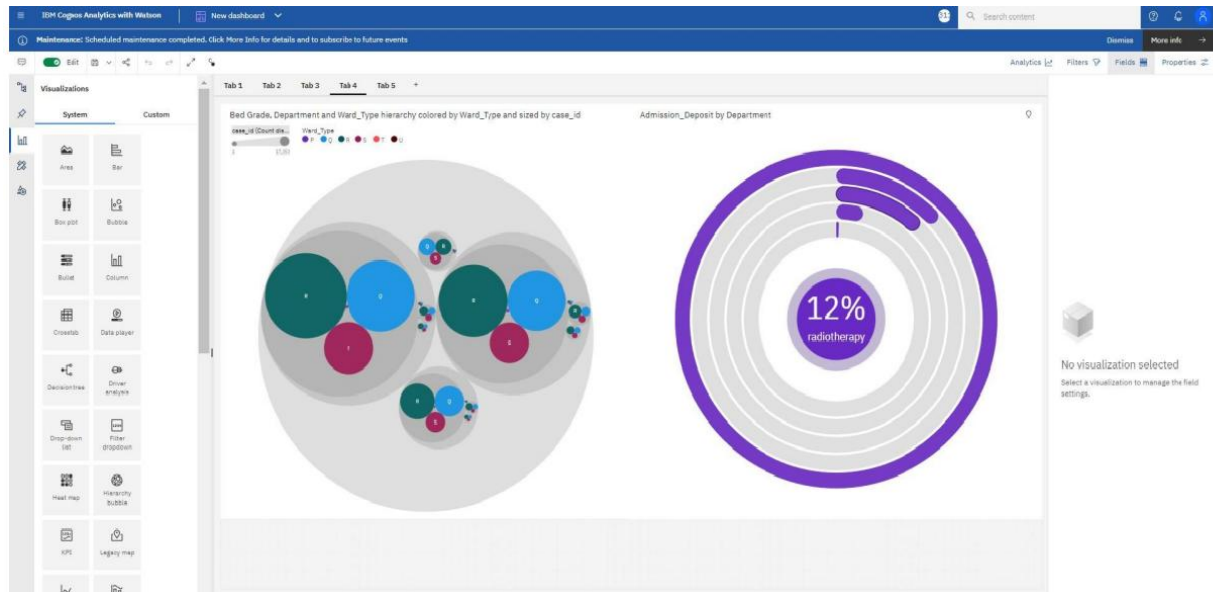 IBM Cognos Analytics with Watson
New dashboard
Search content
Maintenance: Scheduled maintenance completed. Click More Info for details and to subscribe to future events
Dismiss
More info
Edit
Analytics
Filters
Fields
Properties
Visualizations
System
Custom
Area
Bar
Box plot
Bubble
Bullet
Column
Crosstab
Data player
Decision tree
Driver
analysis
Drop-down
list
Filter
dropdown
Heat map
Hierarchy
bubble
KPI
Legacy map
Tab 1
Tab 2
Tab 3
Tab 4
Tab 5
Bed Grade, Department and Ward_Type hierarchy colored by Ward_Type and sized by case_id
case_id (Count dis...
Ward_Type
P Q R S T U
Q R
S
R Q
R Q
S
R Q
S
Admission_Deposit by Department
12%
radiotherapy
No visualization selected
Select a visualization to manage the field
settings.